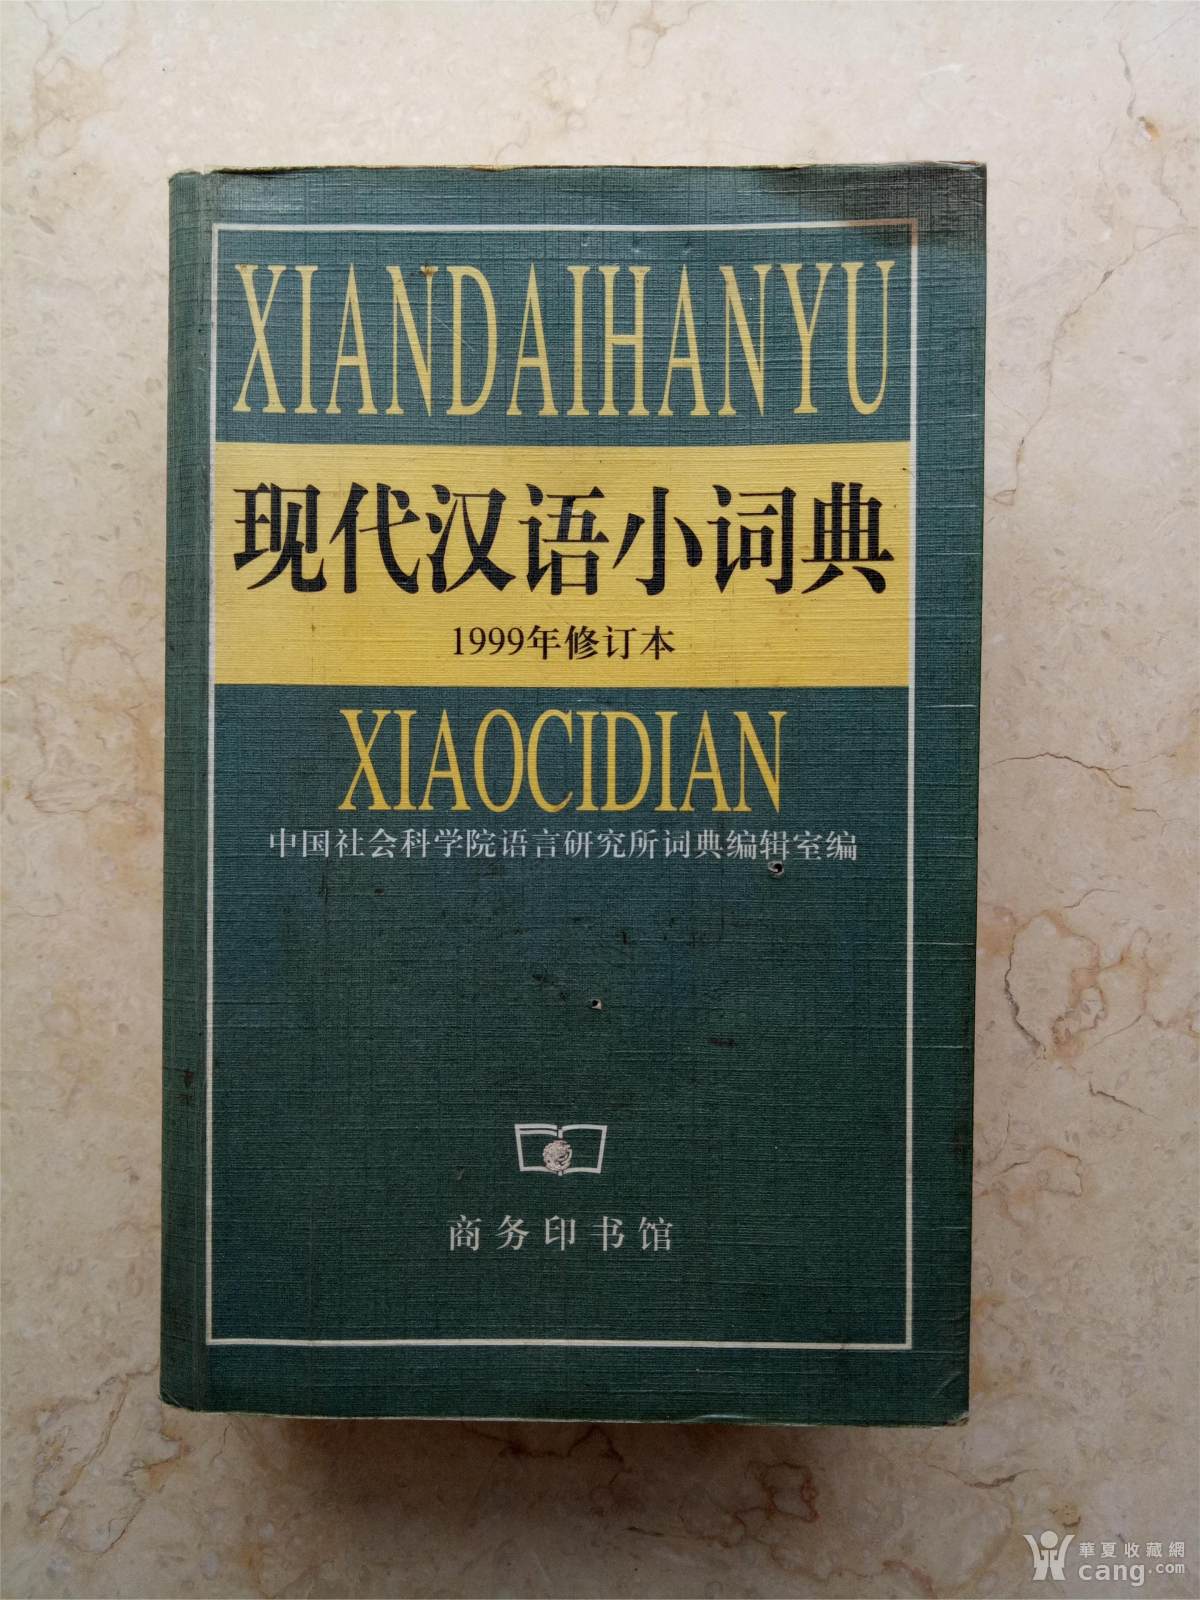 XIANDAIHANYU
现代汉语小词典
1999年修订本
XIAOCIDIAN
中国社会科学院语言研究所词典编辑室编
商务印书馆
華夏收藏網
cang.com